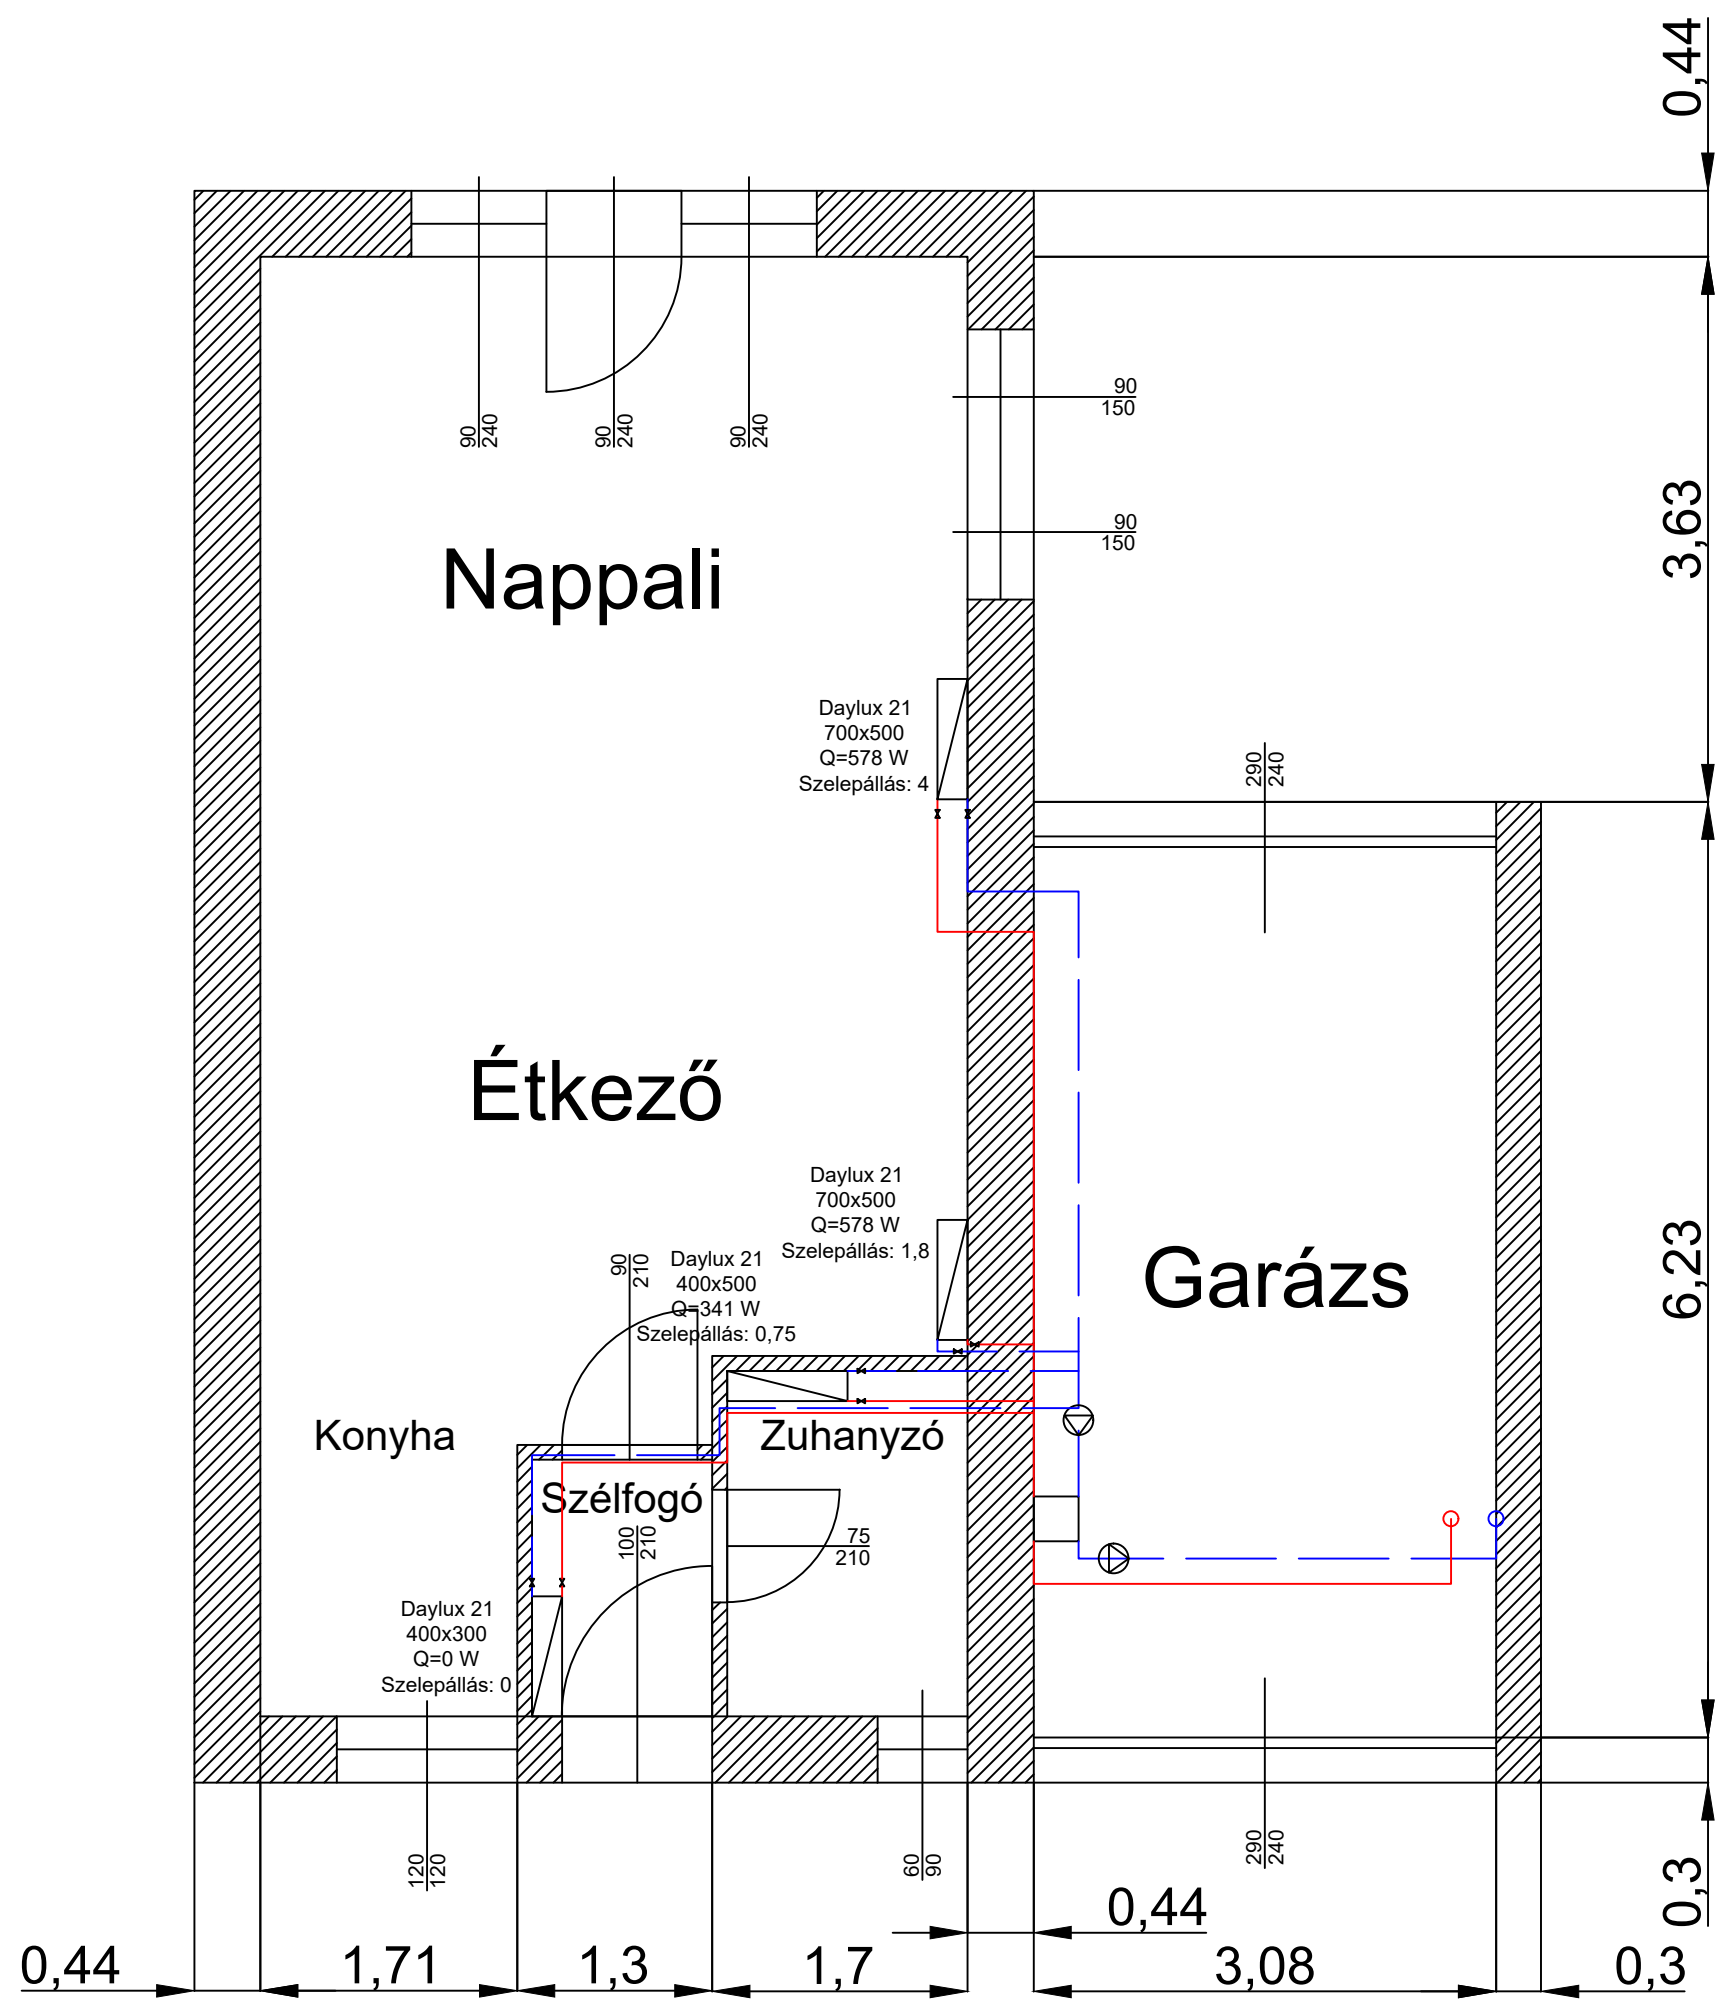 0,44
90
240
90
240
90
240
90
150
90
150
3,63
Nappali
Daylux 21
700x500
Q=578 W
Szelepállás: 4
290
240
Étkező
Daylux 21
700x500
Q=578 W
Szelepállás: 1,8
6,23
Garázs
90
210
Daylux 21
400x500
Q=341 W
Szelepállás: 0,75
Konyha
Zuhanyzó
Szélfogó
100
210
75
210
Daylux 21
400x300
Q=0 W
Szelepállás: 0
120
120
60
90
290
240
0,3
0,44
0,44
1,71
1,3
1,7
3,08
0,3